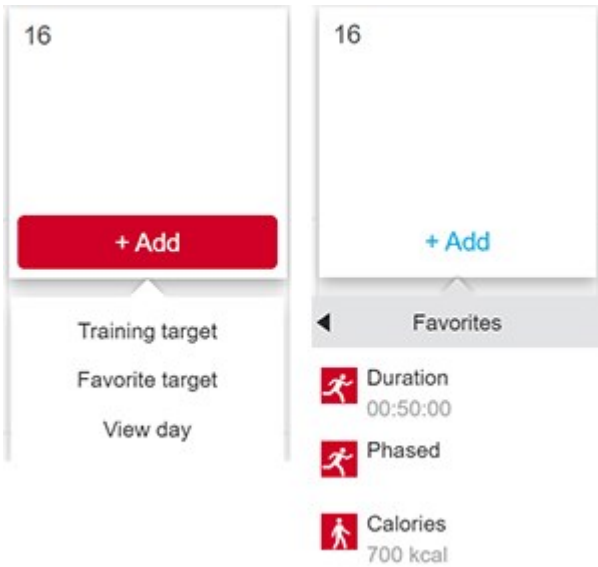 16
+ Add
Training target
Favorite target
View day
16
+ Add
Favorites
Duration
00:50:00
Phased
Calories
700 kcal